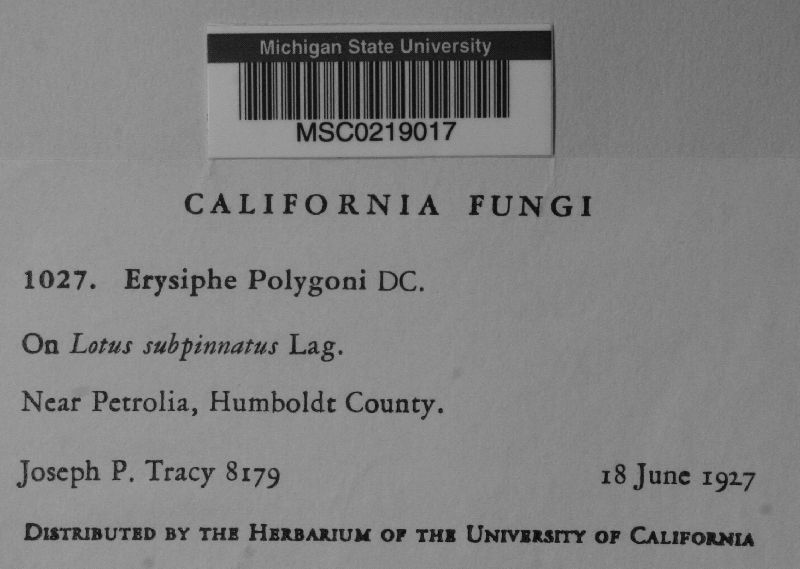 Michigan State University
MSC0219017
CALIFORNIA FUNGI
1027. Erysiphe Polygoni DC.
On Lotus subpinnatus Lag.
Near Petrolia, Humboldt County.
Joseph P. Tracy 8179 18 June 1927
DISTRIBUTED BY THE HERBARIUM OF THE UNIVERSITY OF CALIFORNIA